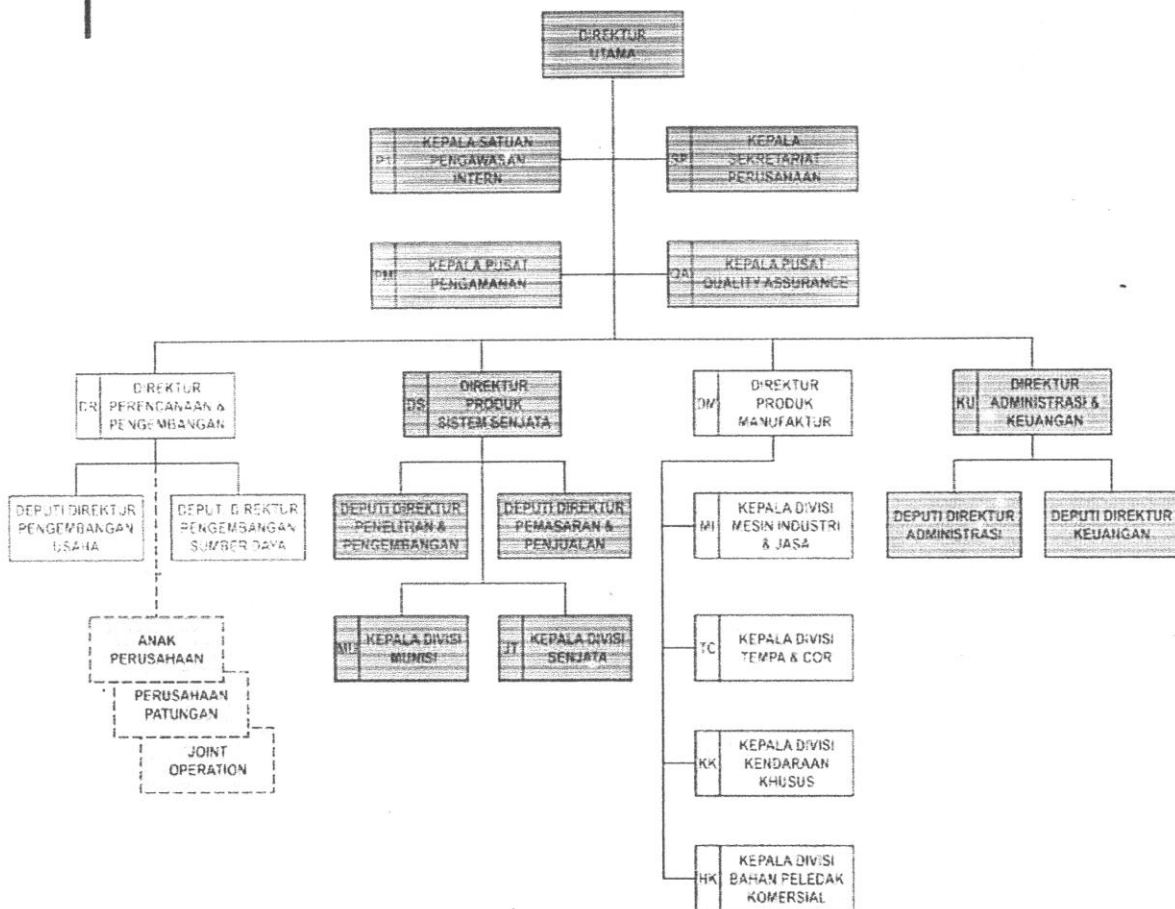 DIREKTUR
UTAMA
KEPALA SATUAN
PENGAWASAN
INTERN
SP
KEPALA
SEKRETARIAT
PERUSAHAAN
PM
KEPALA PUSAT
PENGAMANAN
QA
KEPALA PUSAT
QUALITY ASSURANCE
DR
DIREKTUR
PERENCANAAN &
PENGEMBANGAN
DS
DIREKTUR
PRODUK
SISTEM SENJATA
DM
DIREKTUR
PRODUK
MANUFAKTUR
KU
DIREKTUR
ADMINISTRASI &
KEUANGAN
DEPUTI DIREKTUR
PENGEMBANGAN
USAHA
DEPUTI DIREKTUR
PENGEMBANGAN
SUMBER DAYA
DEPUTI DIREKTUR
PENELITIAN &
PENGEMBANGAN
DEPUTI DIREKTUR
PEMASARAN &
PENJUALAN
MI
KEPALA DIVISI
MESIN INDUSTRI
& JASA
DEPUTI DIREKTUR
ADMINISTRASI
DEPUTI DIREKTUR
KEUANGAN
ANAK
PERUSAHAAN
PERUSAHAAN
PATUNGAN
JOINT
OPERATION
MU
KEPALA DIVISI
MUNISI
JT
KEPALA DIVISI
SENJATA
TC
KEPALA DIVISI
TEMPA & COR
KK
KEPALA DIVISI
KENDARAAN
KHUSUS
HK
KEPALA DIVISI
BAHAN PELEDAK
KOMERSIAL